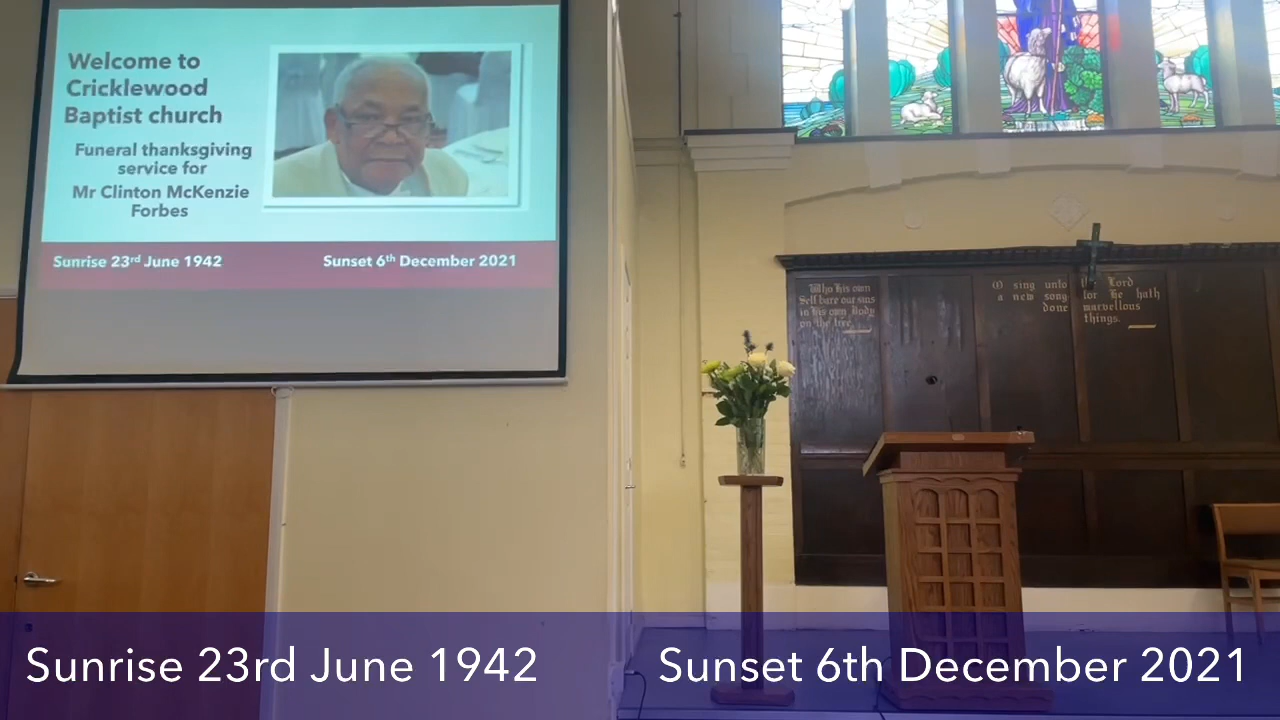 Welcome to
Cricklewood
Baptist church
Funeral thanksgiving
service for
Mr Clinton McKenzie
Forbes
Sunrise 23rd June 1942
Sunset 6th December 2021
Who his own
Self bare our sins
in his own Body
on the tree
O sing unto the Lord
a new song for He hath
done marvellous
things.
Sunrise 23rd June 1942
Sunset 6th December 2021